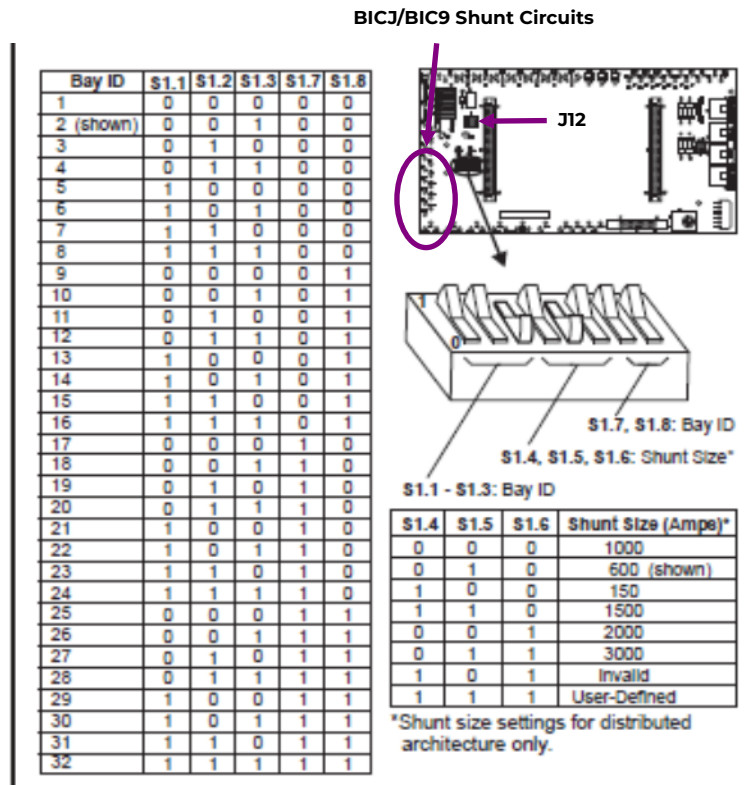 BICJ/BIC9 Shunt Circuits
Bay ID S1.1 S1.2 S1.3 S1.7 S1.8
1 0 0 0 0 0
2 (shown) 0 0 1 0 0
3 0 1 0 0 0
4 0 1 1 0 0
5 1 0 0 0 0
6 1 0 1 0 0
7 1 1 0 0 0
8 1 1 1 0 0
9 0 0 0 0 1
10 0 0 1 0 1
11 0 1 0 0 1
12 0 1 1 0 1
13 1 0 0 0 1
14 1 0 1 0 1
15 1 1 0 0 1
16 1 1 1 0 1
17 0 0 0 1 0
18 0 0 1 1 0
19 0 1 0 1 0
20 0 1 1 1 0
21 1 0 0 1 0
22 1 0 1 1 0
23 1 1 0 1 0
24 1 1 1 1 0
25 0 0 0 1 1
26 0 0 1 1 1
27 0 1 0 1 1
28 0 1 1 1 1
29 1 0 0 1 1
30 1 0 1 1 1
31 1 1 0 1 1
32 1 1 1 1 1
J12
1
0
S1.7, S1.8: Bay ID
S1.4, S1.5, S1.6: Shunt Size*
S1.1 - S1.3: Bay ID
S1.4 S1.5 S1.6 Shunt Size (Amps)*
0 0 0 1000
0 1 0 600 (shown)
1 0 0 150
1 1 0 1500
0 0 1 2000
0 1 1 3000
1 0 1 Invalid
1 1 1 User-Defined
*Shunt size settings for distributed
architecture only.